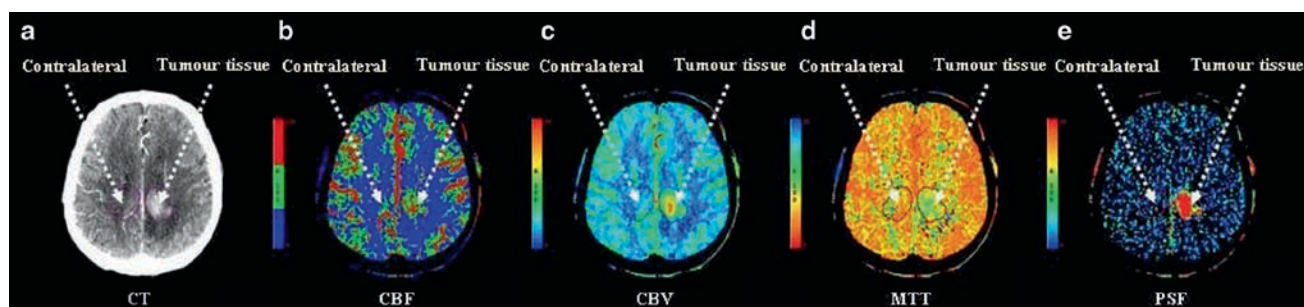 a
Contralateral Tumour tissue
CT
b
Contralateral Tumour tissue
CBF
c
Contralateral Tumour tissue
CBV
d
Contralateral Tumour tissue
MTT
e
Contralateral Tumour tissue
PSF